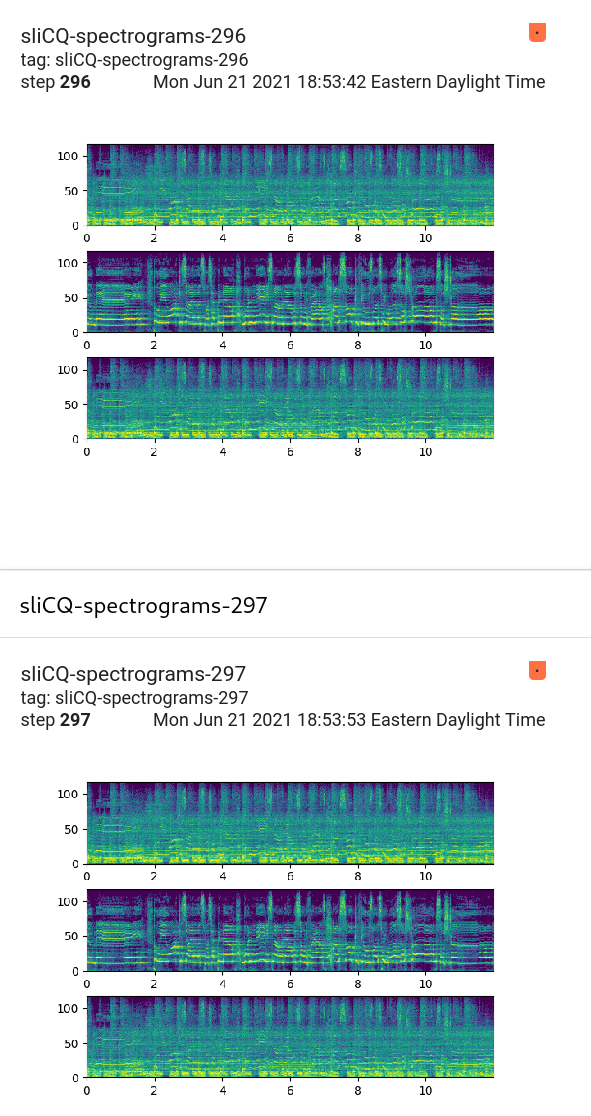 sliCQ-spectrograms-296
tag: sliCQ-spectrograms-296
step 296 Mon Jun 21 2021 18:53:42 Eastern Daylight Time
100
50
0
0 2 4 6 8 10
100
50
0
0 2 4 6 8 10
100
50
0
0 2 4 6 8 10
sliCQ-spectrograms-297
sliCQ-spectrograms-297
tag: sliCQ-spectrograms-297
step 297 Mon Jun 21 2021 18:53:53 Eastern Daylight Time
100
50
0
0 2 4 6 8 10
100
50
0
0 2 4 6 8 10
100
50
0
0 2 4 6 8 10